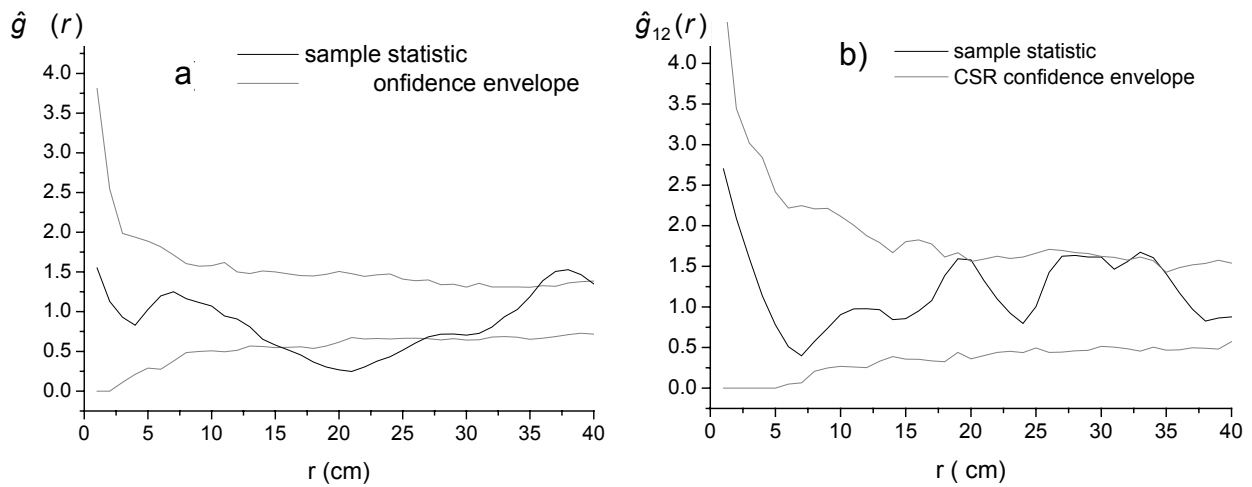 ĝ (r)
a
sample statistic
onfidence envelope
4.0
3.5
3.0
2.5
2.0
1.5
1.0
0.5
0.0
0 5 10 15 20 25 30 35 40
r (cm)
ĝ12(r)
b)
sample statistic
CSR confidence envelope
4.0
3.5
3.0
2.5
2.0
1.5
1.0
0.5
0.0
0 5 10 15 20 25 30 35 40
r ( cm)